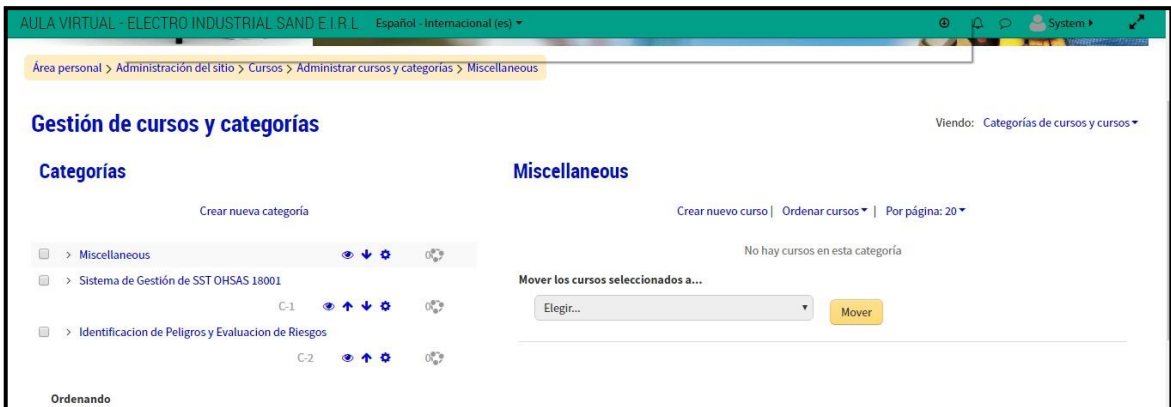 AULA VIRTUAL - ELECTRO INDUSTRIAL SAND E.I.R.L Español - Internacional (es) System
Área personal > Administración del sitio > Cursos > Administrar cursos y categorías > Miscellaneous
Gestión de cursos y categorías
Viendo: Categorías de cursos y cursos
Categorías
Crear nueva categoría
> Miscellaneous 0
> Sistema de Gestión de SST OHSAS 18001
C-1 0
> Identificacion de Peligros y Evaluacion de Riesgos
C-2 0
Ordenando
Miscellaneous
Crear nuevo curso | Ordenar cursos | Por página: 20
No hay cursos en esta categoría
Mover los cursos seleccionados a...
Elegir... Mover